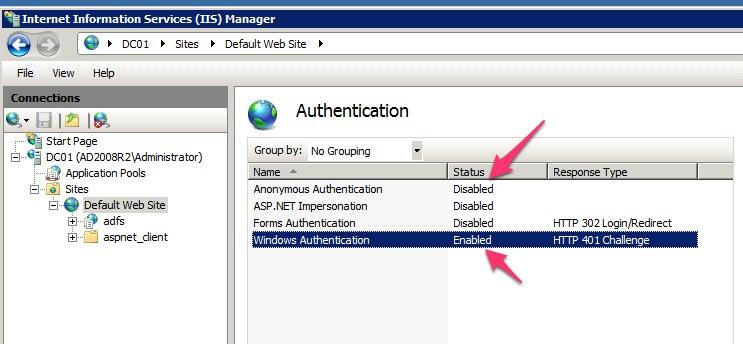 Internet Information Services (IIS) Manager
DC01 Sites Default Web Site
File View Help
Connections
Start Page
DC01 (AD2008R2\Administrator)
Application Pools
Sites
Default Web Site
adfs
aspnet_client
Authentication
Group by: No Grouping
Name Status Response Type
Anonymous Authentication Disabled
ASP.NET Impersonation Disabled
Forms Authentication Disabled HTTP 302 Login/Redirect
Windows Authentication Enabled HTTP 401 Challenge